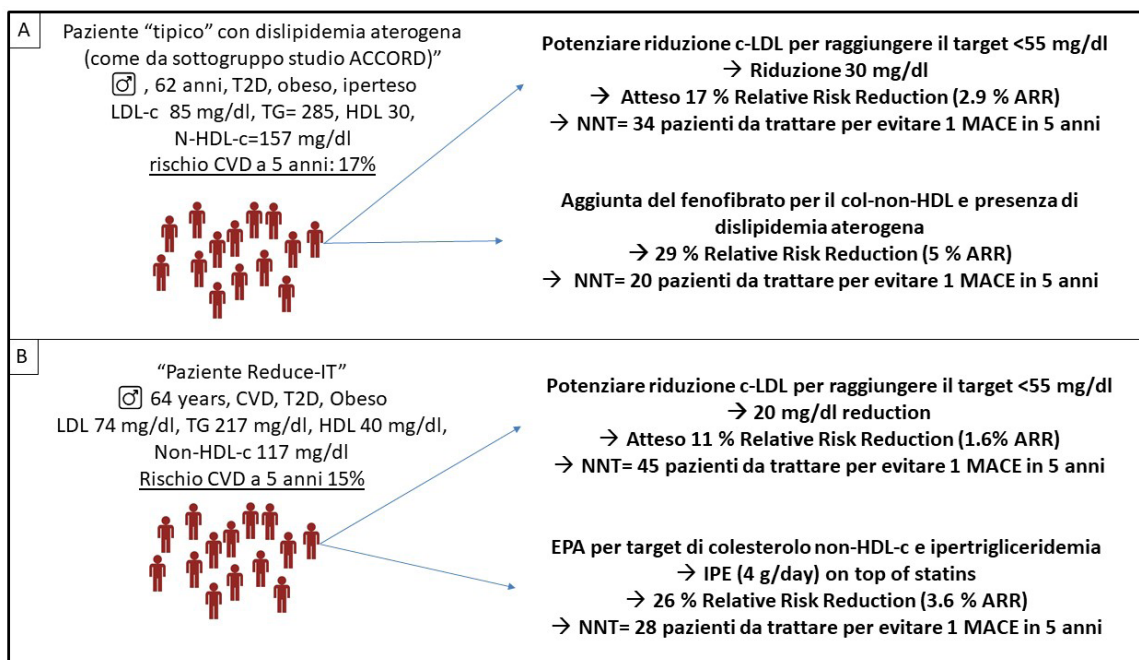 A
Paziente “tipico” con dislipidemia aterogena
(come da sottogruppo studio ACCORD)”
♂ , 62 anni, T2D, obeso, iperteso
LDL-c 85 mg/dl, TG= 285, HDL 30,
N-HDL-c=157 mg/dl
rischio CVD a 5 anni: 17%
Potenziare riduzione c-LDL per raggiungere il target <55 mg/dl
→ Riduzione 30 mg/dl
→ Atteso 17 % Relative Risk Reduction (2.9 % ARR)
→ NNT= 34 pazienti da trattare per evitare 1 MACE in 5 anni
Aggiunta del fenofibrato per il col-non-HDL e presenza di
dislipidemia aterogena
→ 29 % Relative Risk Reduction (5 % ARR)
→ NNT= 20 pazienti da trattare per evitare 1 MACE in 5 anni
B
“Paziente Reduce-IT”
♂ 64 years, CVD, T2D, Obeso
LDL 74 mg/dl, TG 217 mg/dl, HDL 40 mg/dl,
Non-HDL-c 117 mg/dl
Rischio CVD a 5 anni 15%
Potenziare riduzione c-LDL per raggiungere il target <55 mg/dl
→ 20 mg/dl reduction
→ Atteso 11 % Relative Risk Reduction (1.6% ARR)
→ NNT= 45 pazienti da trattare per evitare 1 MACE in 5 anni
EPA per target di colesterolo non-HDL-c e ipertrigliceridemia
→ IPE (4 g/day) on top of statins
→ 26 % Relative Risk Reduction (3.6 % ARR)
→ NNT= 28 pazienti da trattare per evitare 1 MACE in 5 anni